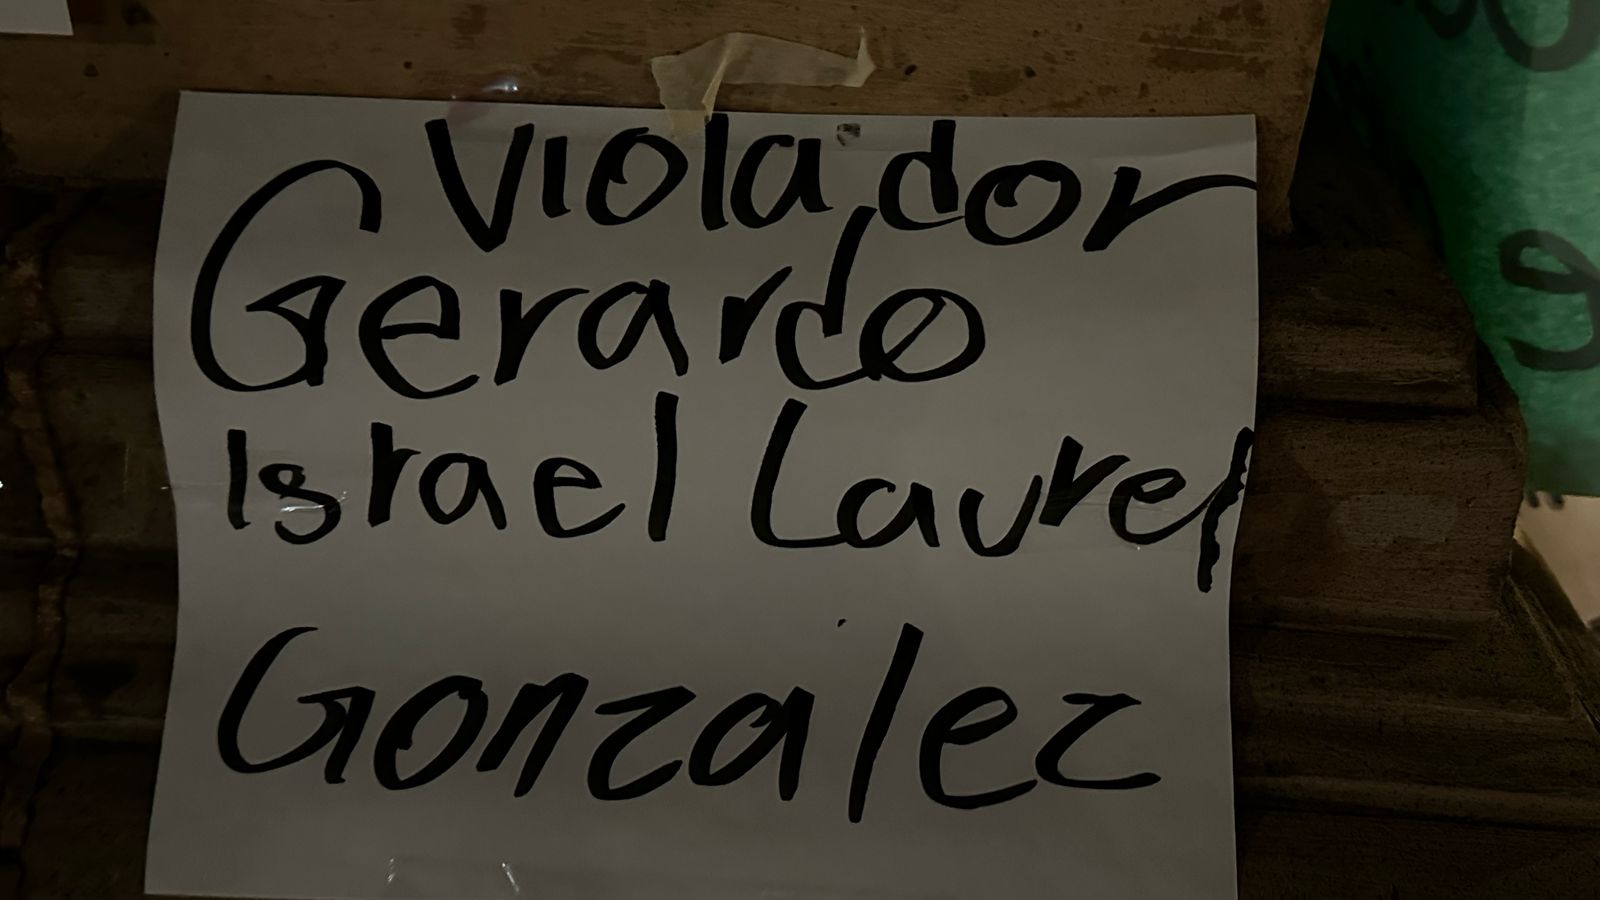 Violador
Gerardo
Israel Laurel
Gonzalez